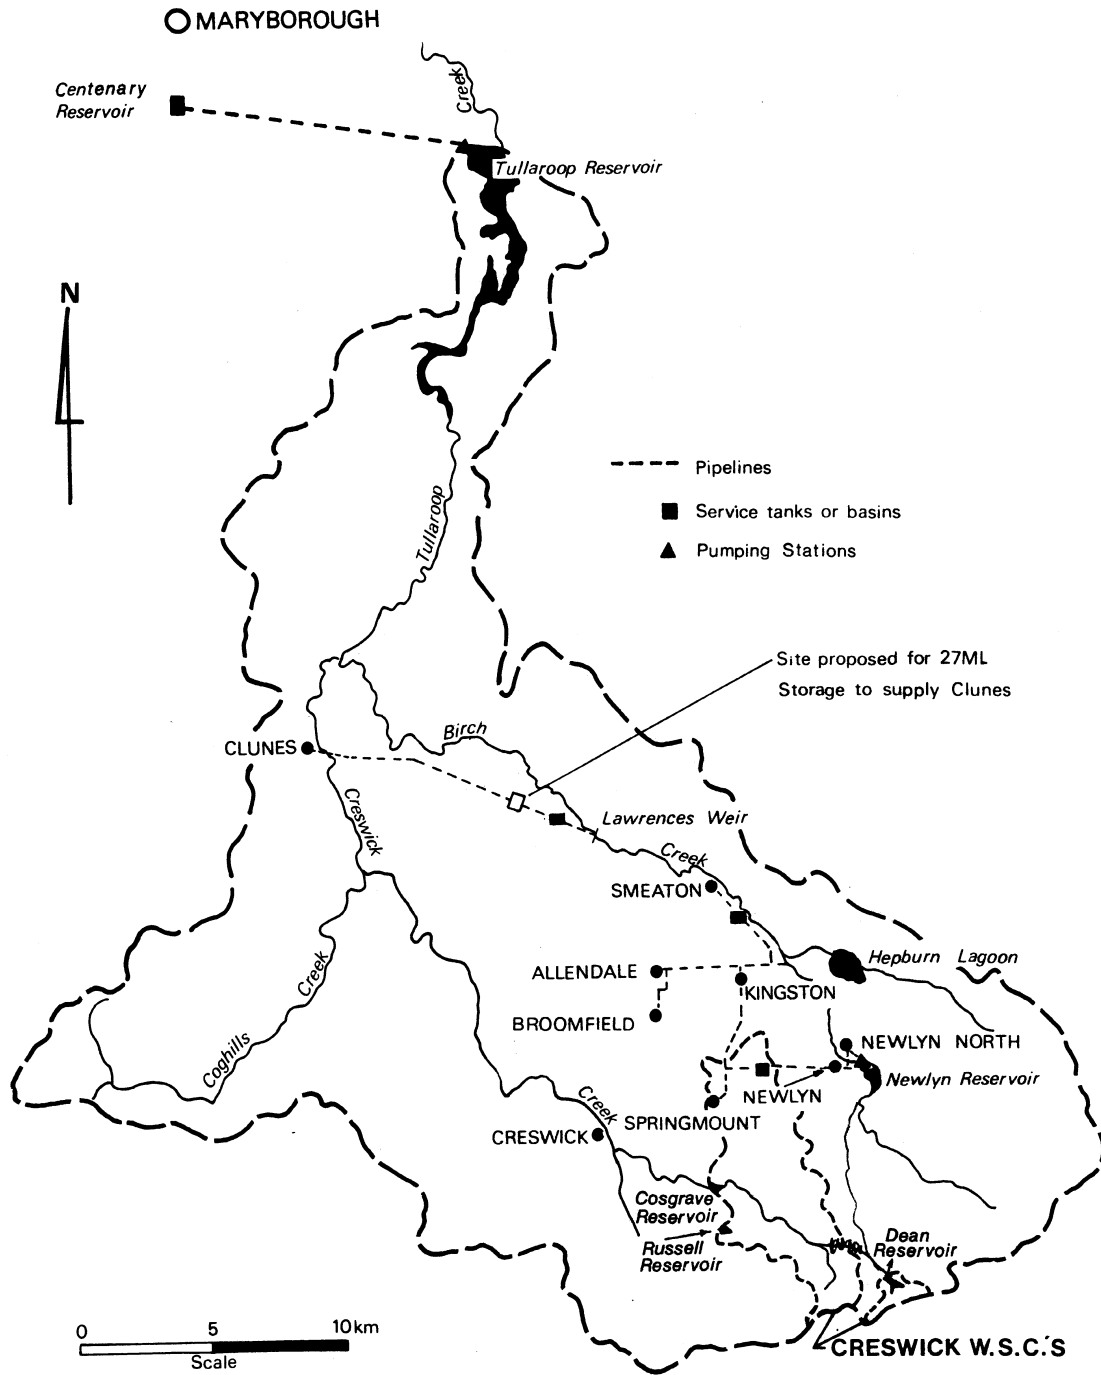 MARYBOROUGH
Centenary
Reservoir
Creek
Tullaroop Reservoir
N
Pipelines
Service tanks or basins
Pumping Stations
Tullaroop
Site proposed for 27ML
Storage to supply Clunes
Birch
CLUNES
Creswick
Lawrences Weir
Creek
SMEATON
Hepburn Lagoon
ALLENDALE
KINGSTON
Creek
BROOMFIELD
NEWLYN NORTH
Coghills
Newlyn Reservoir
NEWLYN
Creek
SPRINGMOUNT
CRESWICK
Cosgrave
Reservoir
Russell
Reservoir
Dean
Reservoir
0 5 10km
Scale
CRESWICK W.S.C.'S